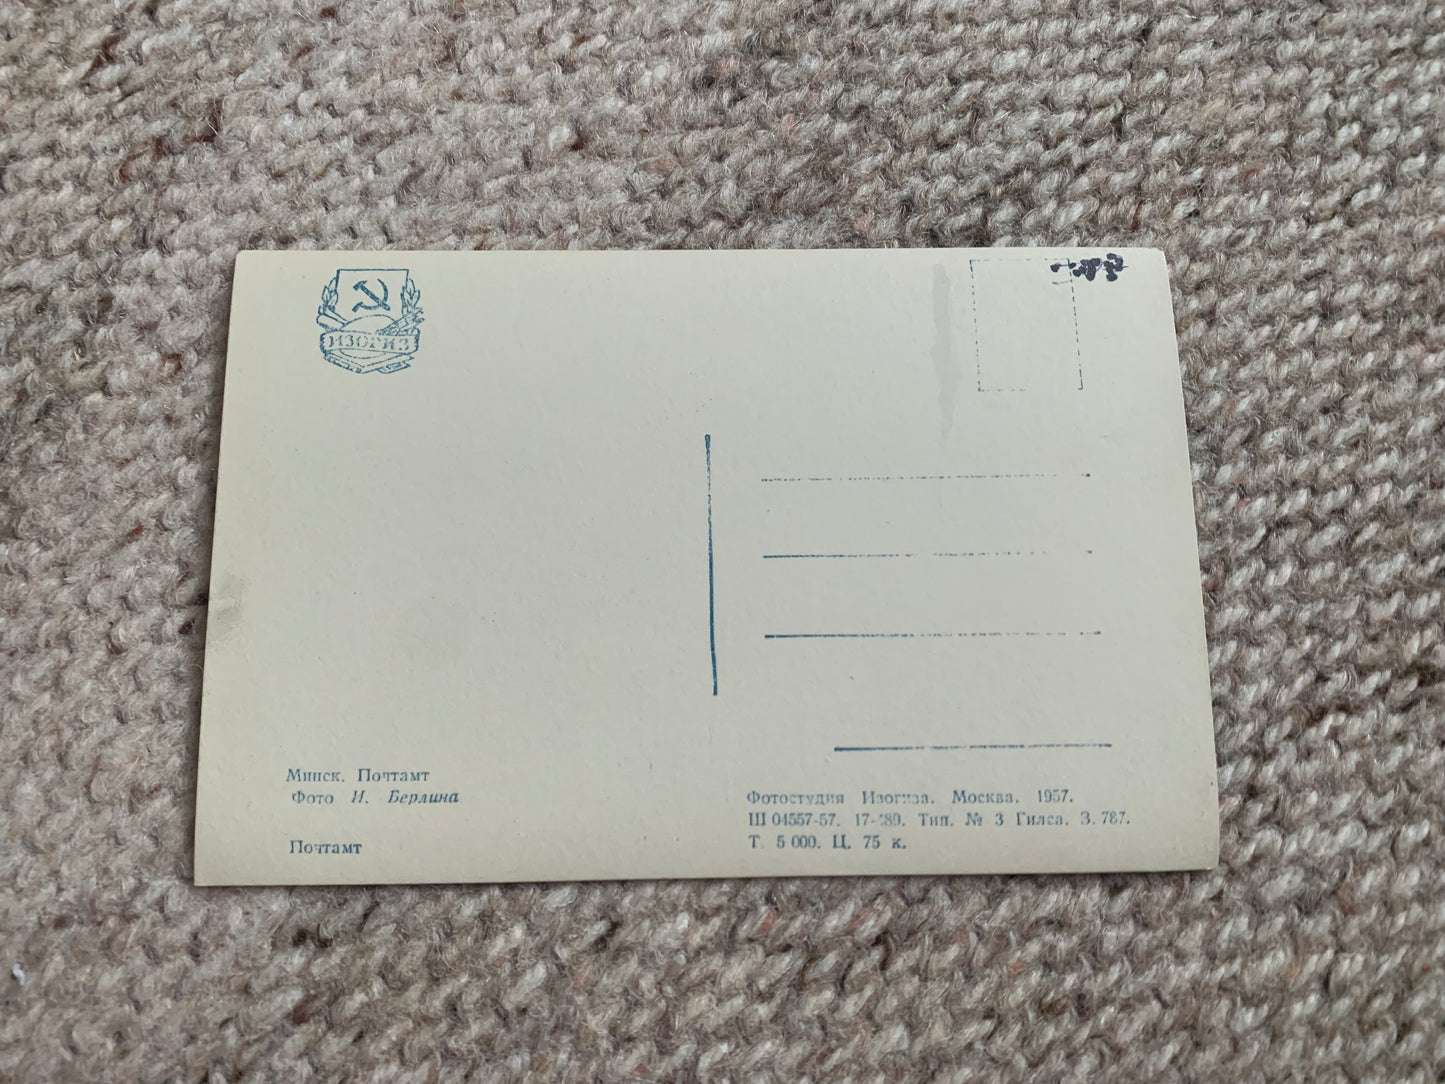 ИЗОГИЗ
Минск. Почтамт
Фото И. Берлина
Почтамт
Фотостудия Изогиза. Москва. 1957.
Ш 04557-57. Тип. № 3 Гилса. З. 787.
Т. 5 000. Ц. 75 к.